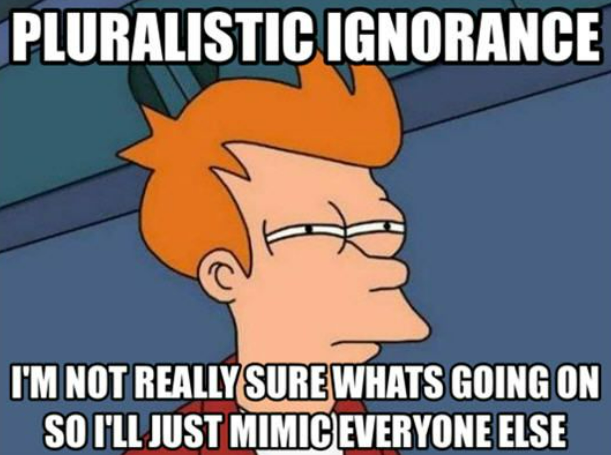 PLURALISTIC IGNORANCE
I'M NOT REALLY SURE WHATS GOING ON
SO I'LL JUST MIMIC EVERYONE ELSE